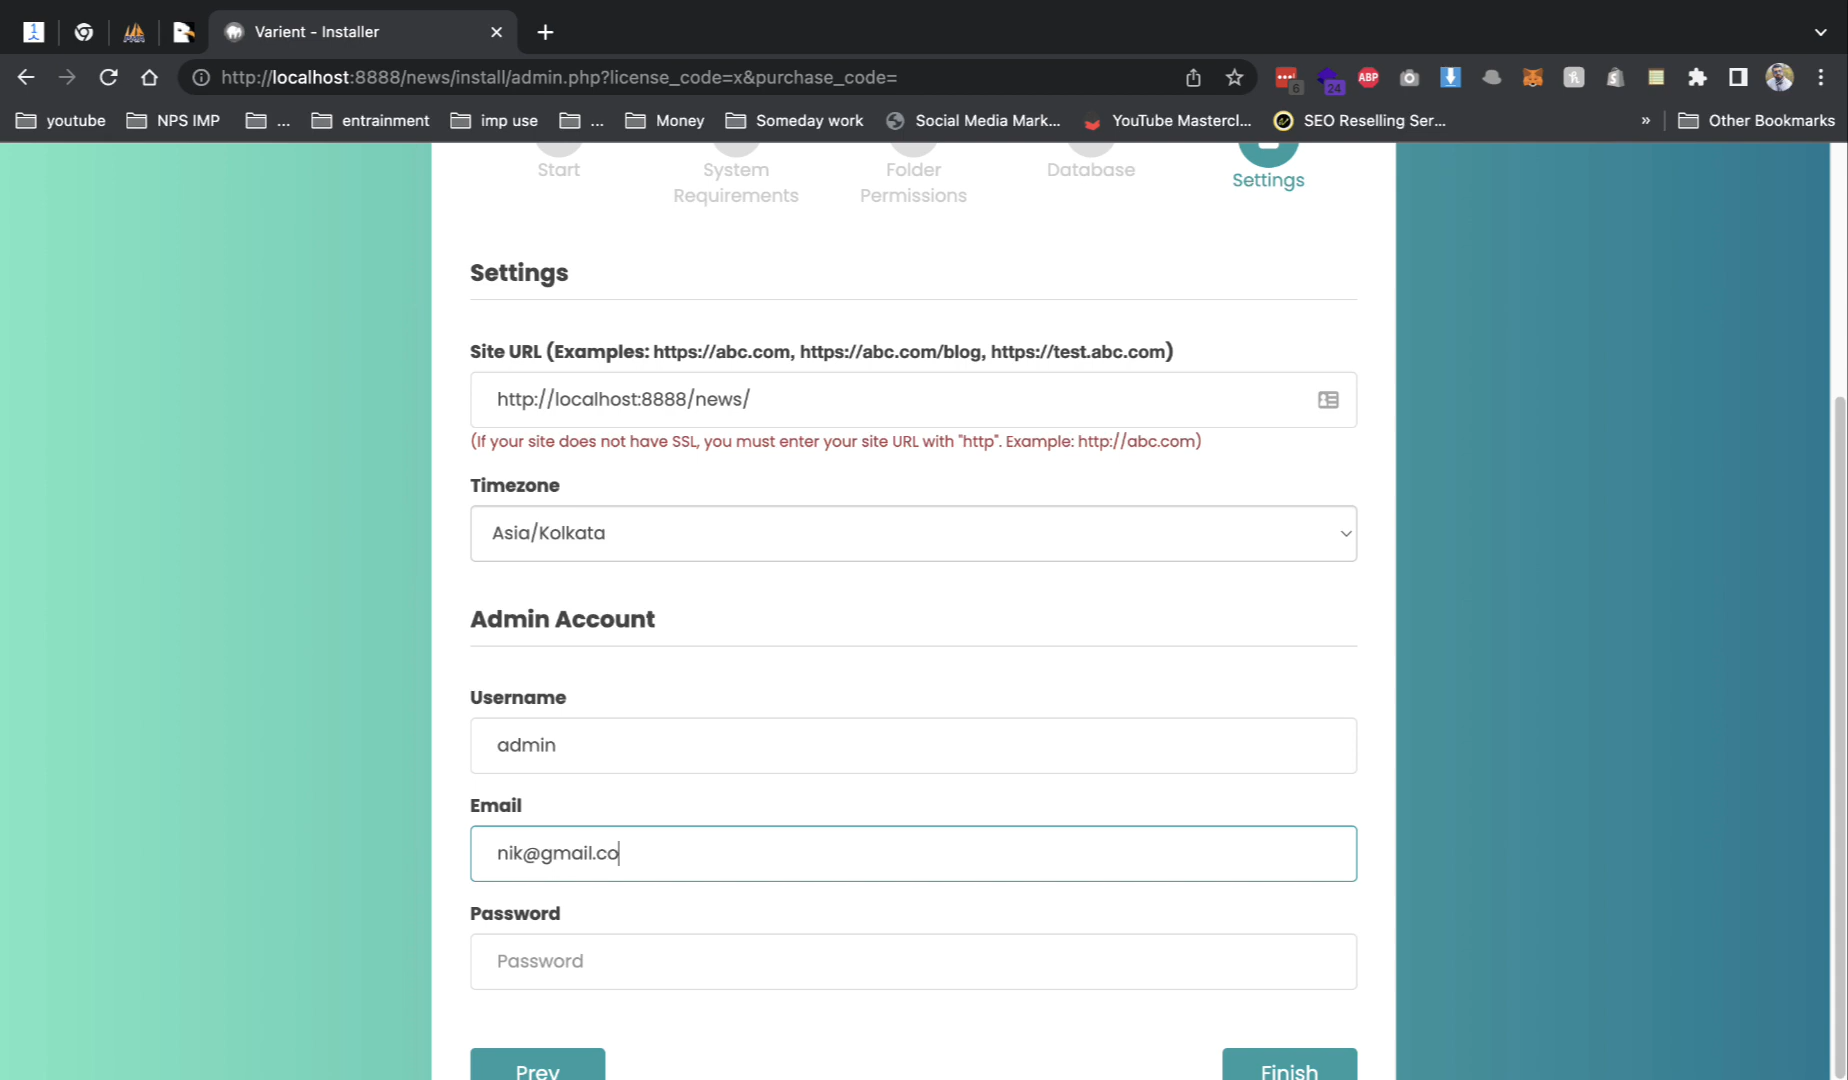 Varient - Installer
http://localhost:8888/news/install/admin.php?license_code=x&purchase_code=
6
24
ABP
youtube
NPS IMP
...
entrainment
imp use
...
Money
Someday work
Social Media Mark...
YouTube Mastercl...
SEO Reselling Ser...
»
Other Bookmarks
Start
System
Requirements
Folder
Permissions
Database
Settings
Settings
Site URL (Examples: https://abc.com, https://abc.com/blog, https://test.abc.com)
http://localhost:8888/news/
(If your site does not have SSL, you must enter your site URL with "http". Example: http://abc.com)
Timezone
Asia/Kolkata
Admin Account
Username
admin
Email
nik@gmail.co
Password
Password
Prev
Finish